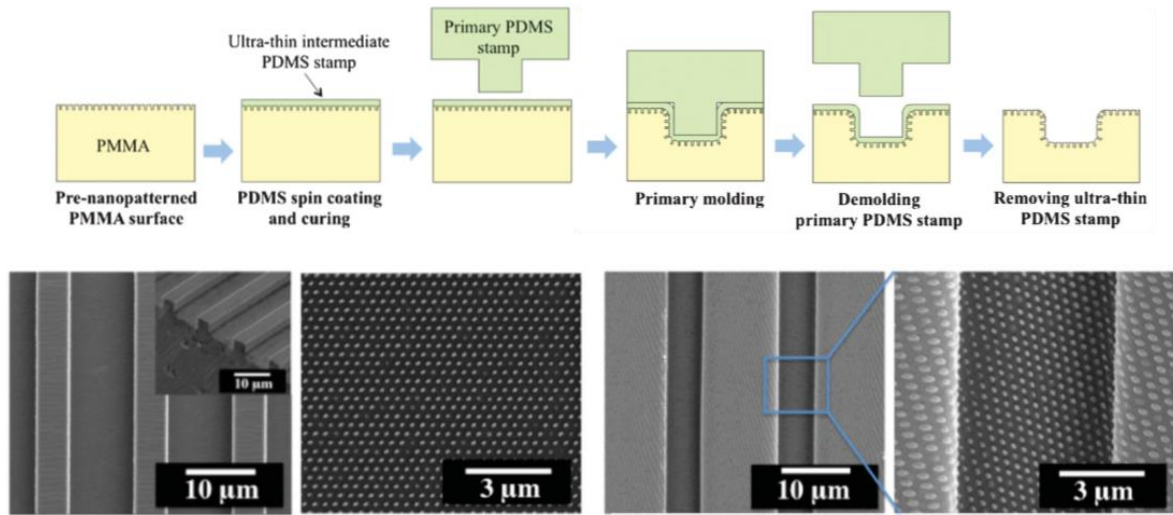 Ultra-thin intermediate
PDMS stamp
Primary PDMS
stamp
PMMA
Pre-nanopatterned
PMMA surface
PDMS spin coating
and curing
Primary molding
Demolding
primary PDMS stamp
Removing ultra-thin
PDMS stamp
10 μm
10 μm
3 μm
10 μm
3 μm